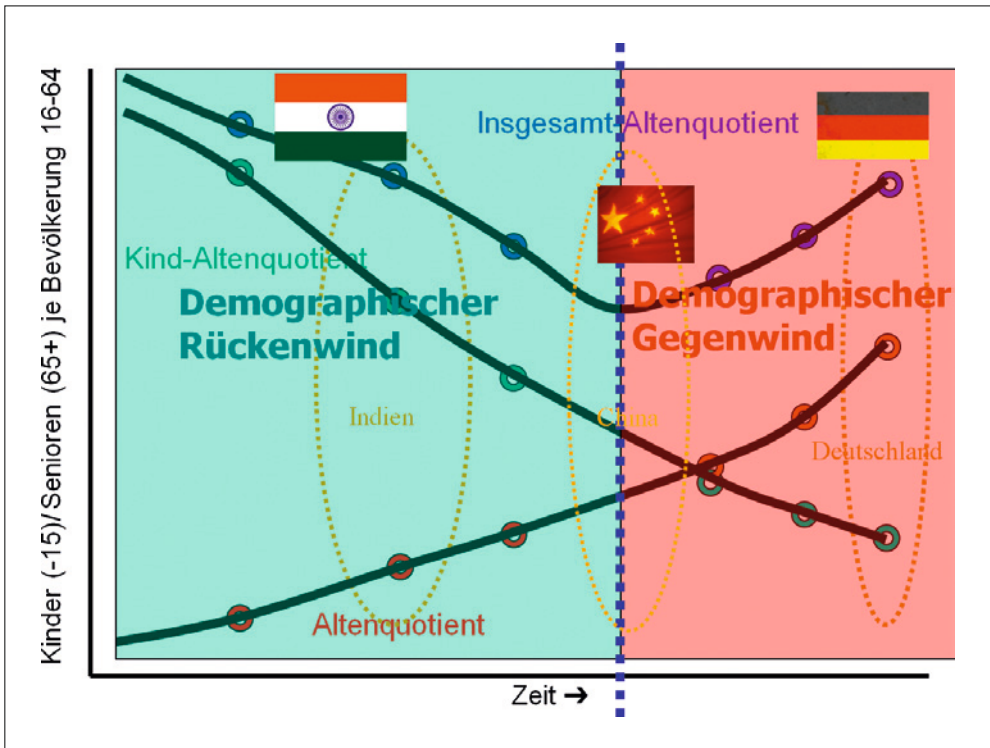 Kinder (-15)/Senioren (65+) je Bevölkerung 16-64
Insgesamt-Altenquotient
Kind-Altenquotient
Demographischer
Rückenwind
Demographischer
Gegenwind
Indien
China
Deutschland
Altenquotient
Zeit →